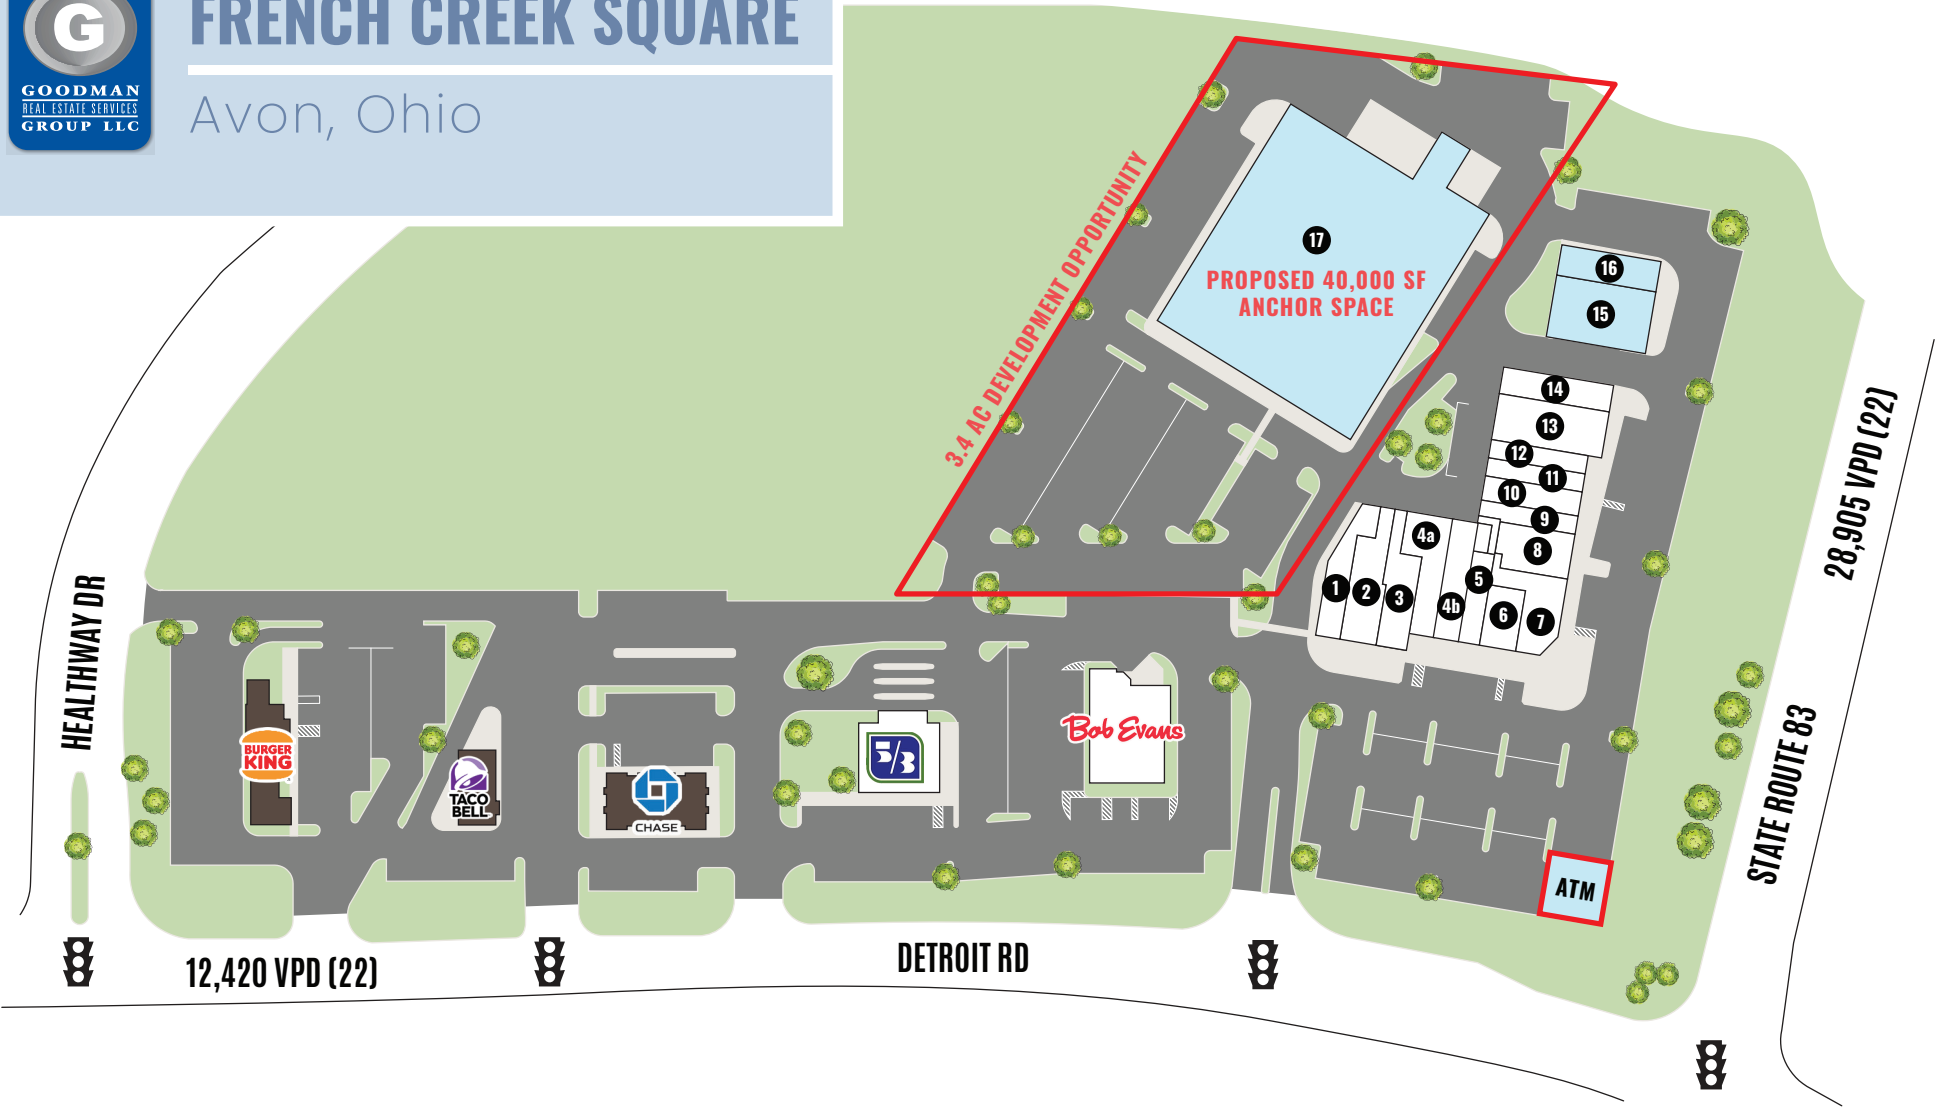 G
GOODMAN
REAL ESTATE SERVICES
GROUP LLC
FRENCH CREEK SQUARE
Avon, Ohio
3.4 AC DEVELOPMENT OPPORTUNITY
17
PROPOSED 40,000 SF
ANCHOR SPACE
16
15
14
13
12
11
10
9
8
4a
5
1
2
3
4b
6
7
28,905 VPD (22)
STATE ROUTE 83
HEALTHWAY DR
BURGER
KING
TACO
BELL
CHASE
5/3
Bob Evans
ATM
12,420 VPD (22)
DETROIT RD